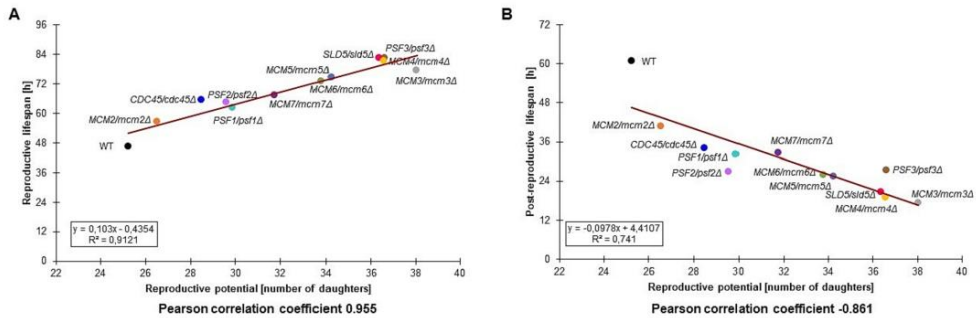 A
Reproductive lifespan [h]
96
84
72
60
48
36
24
12
0
22
24
26
28
30
32
34
36
38
40
WT
MCM2/mcm2Δ
CDC45/cdc45Δ
PSF2/psf2Δ
PSF1/psf1Δ
MCM7/mcm7Δ
MCM5/mcm5Δ
MCM6/mcm6Δ
SLD5/sld5Δ
PSF3/psf3Δ
MCM4/mcm4Δ
MCM3/mcm3Δ
y = 0,103x - 0,4354
R² = 0,9121
Reproductive potential [number of daughters]
Pearson correlation coefficient 0.955
B
Post-reproductive lifespan [h]
72
60
48
36
24
12
0
22
24
26
28
30
32
34
36
38
40
WT
MCM2/mcm2Δ
CDC45/cdc45Δ
PSF1/psf1Δ
PSF2/psf2Δ
MCM7/mcm7Δ
MCM6/mcm6Δ
MCM5/mcm5Δ
PSF3/psf3Δ
SLD5/sld5Δ
MCM4/mcm4Δ
MCM3/mcm3Δ
y = -0,0978x + 4,4107
R² = 0,741
Reproductive potential [number of daughters]
Pearson correlation coefficient -0.861